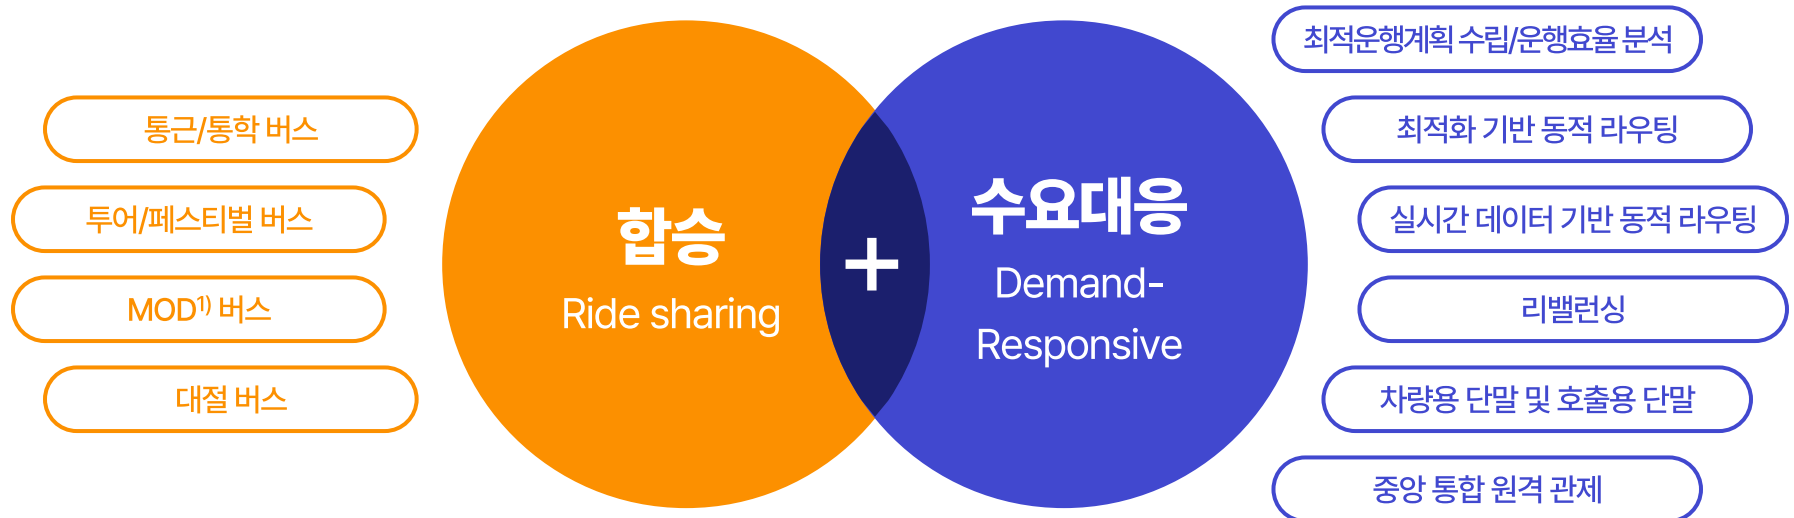 통근/통학 버스
투어/페스티벌 버스
MOD¹⁾ 버스
대절 버스
합승
Ride sharing
+
수요대응
Demand-
Responsive
최적운행계획 수립/운행효율 분석
최적화 기반 동적 라우팅
실시간 데이터 기반 동적 라우팅
리밸런싱
차량용 단말 및 호출용 단말
중앙 통합 원격 관제